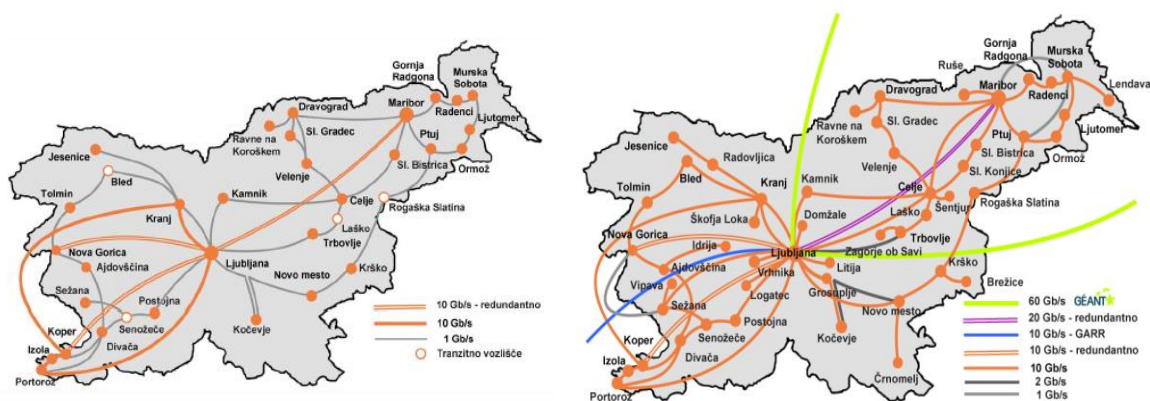 Gornja
Radgona
Murska
Sobota
Dravograd
Maribor
Radenci
Ravne na
Koroškem
Sl. Gradec
Ljutomer
Ptuj
Jesenice
Velenje
Sl. Bistrica
Ormož
Bled
Tolmin
Kamnik
Celje
Rogaška Slatina
Kranj
Laško
Trbovlje
Nova Gorica
Ljubljana
Ajdovščina
Novo mesto
Krško
Sežana
Postojna
Koper
Senožeče
Kočevje
Izola
Divača
Portorož
10 Gb/s - redundantno
10 Gb/s
1 Gb/s
Tranzitno vozlišče
Gornja
Radgona
Murska
Sobota
Ruše
Maribor
Lendava
Dravograd
Radenci
Ravne na
Koroškem
Sl. Gradec
Ptuj
Ljutomer
Jesenice
Sl. Bistrica
Radovljica
Velenje
Ormož
Bled
Sl. Konjice
Tolmin
Kamnik
Celje
Kranj
Šentjur
Rogaška Slatina
Škofja Loka
Domžale
Laško
Nova Gorica
Idrija
Trbovlje
Ljubljana
Zagorje ob Savi
Ajdovščina
Vrhnika
Litija
Krško
Vipava
Grosuplje
Brežice
Sežana
Logatec
Novo mesto
Postojna
Koper
Senožeče
Kočevje
Izola
Divača
Črnomelj
Portorož
60 Gb/s GÉANT
20 Gb/s - redundantno
10 Gb/s - GARR
10 Gb/s - redundantno
10 Gb/s
2 Gb/s
1 Gb/s